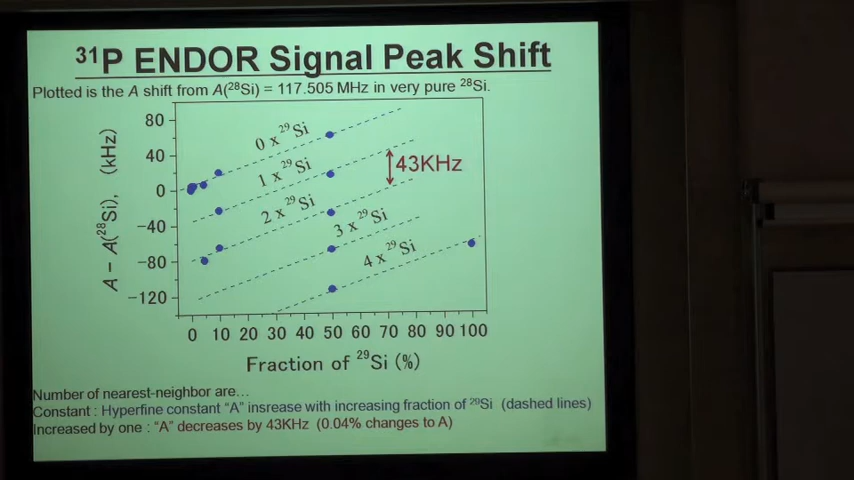 ³¹P ENDOR Signal Peak Shift
Plotted is the A shift from A(²⁸Si) = 117.505 MHz in very pure ²⁸Si.
A – A(²⁸Si), (kHz)
80
40
0
−40
−80
−120
0 x ²⁹Si
1 x ²⁹Si
2 x ²⁹Si
3 x ²⁹Si
4 x ²⁹Si
43KHz
0 10 20 30 40 50 60 70 80 90 100
Fraction of ²⁹Si (%)
Number of nearest-neighbor are…
Constant : Hyperfine constant “A” insrease with increasing fraction of ²⁹Si (dashed lines)
Increased by one : “A” decreases by 43KHz (0.04% changes to A)